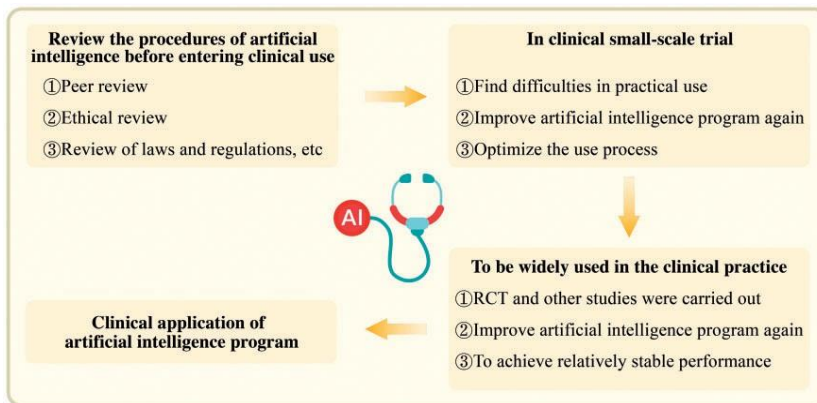 Review the procedures of artificial
intelligence before entering clinical use
①Peer review
②Ethical review
③Review of laws and regulations, etc
In clinical small-scale trial
①Find difficulties in practical use
②Improve artificial intelligence program again
③Optimize the use process
AI
To be widely used in the clinical practice
①RCT and other studies were carried out
②Improve artificial intelligence program again
③To achieve relatively stable performance
Clinical application of
artificial intelligence program